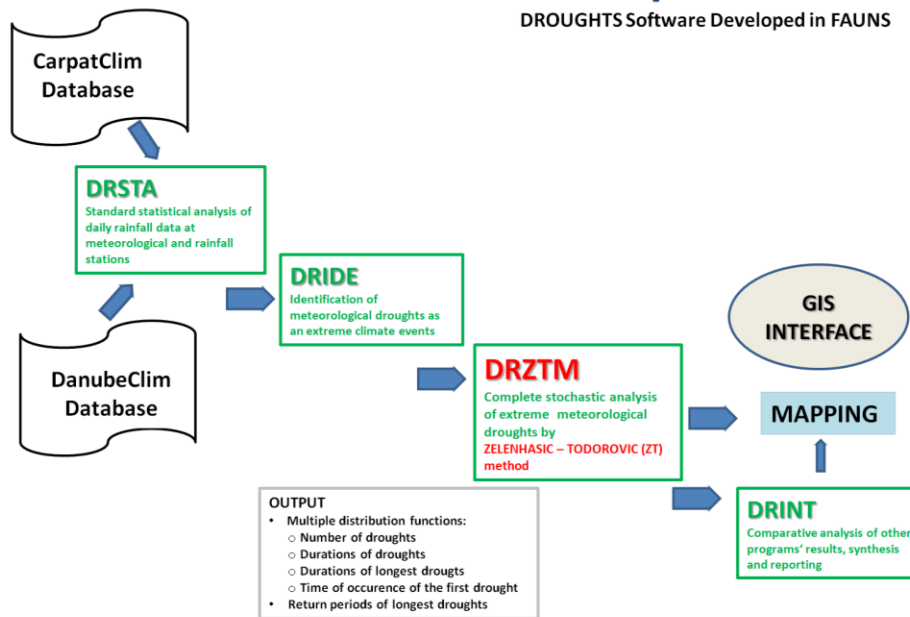 DROUGHTS Software Developed in FAUNS
CarpatClim
Database
DRSTA
Standard statistical analysis of
daily rainfall data at
meteorological and rainfall
stations
DRIDE
Identification of
meteorological droughts as
an extreme climate events
GIS
INTERFACE
DanubeClim
Database
DRZTM
Complete stochastic analysis
of extreme meteorological
droughts by
ZELENHASIC – TODOROVIC (ZT)
method
MAPPING
OUTPUT
• Multiple distribution functions:
○ Number of droughts
○ Durations of droughts
○ Durations of longest drougts
○ Time of occurence of the first drought
• Return periods of longest droughts
DRINT
Comparative analysis of other
programs' results, synthesis
and reporting